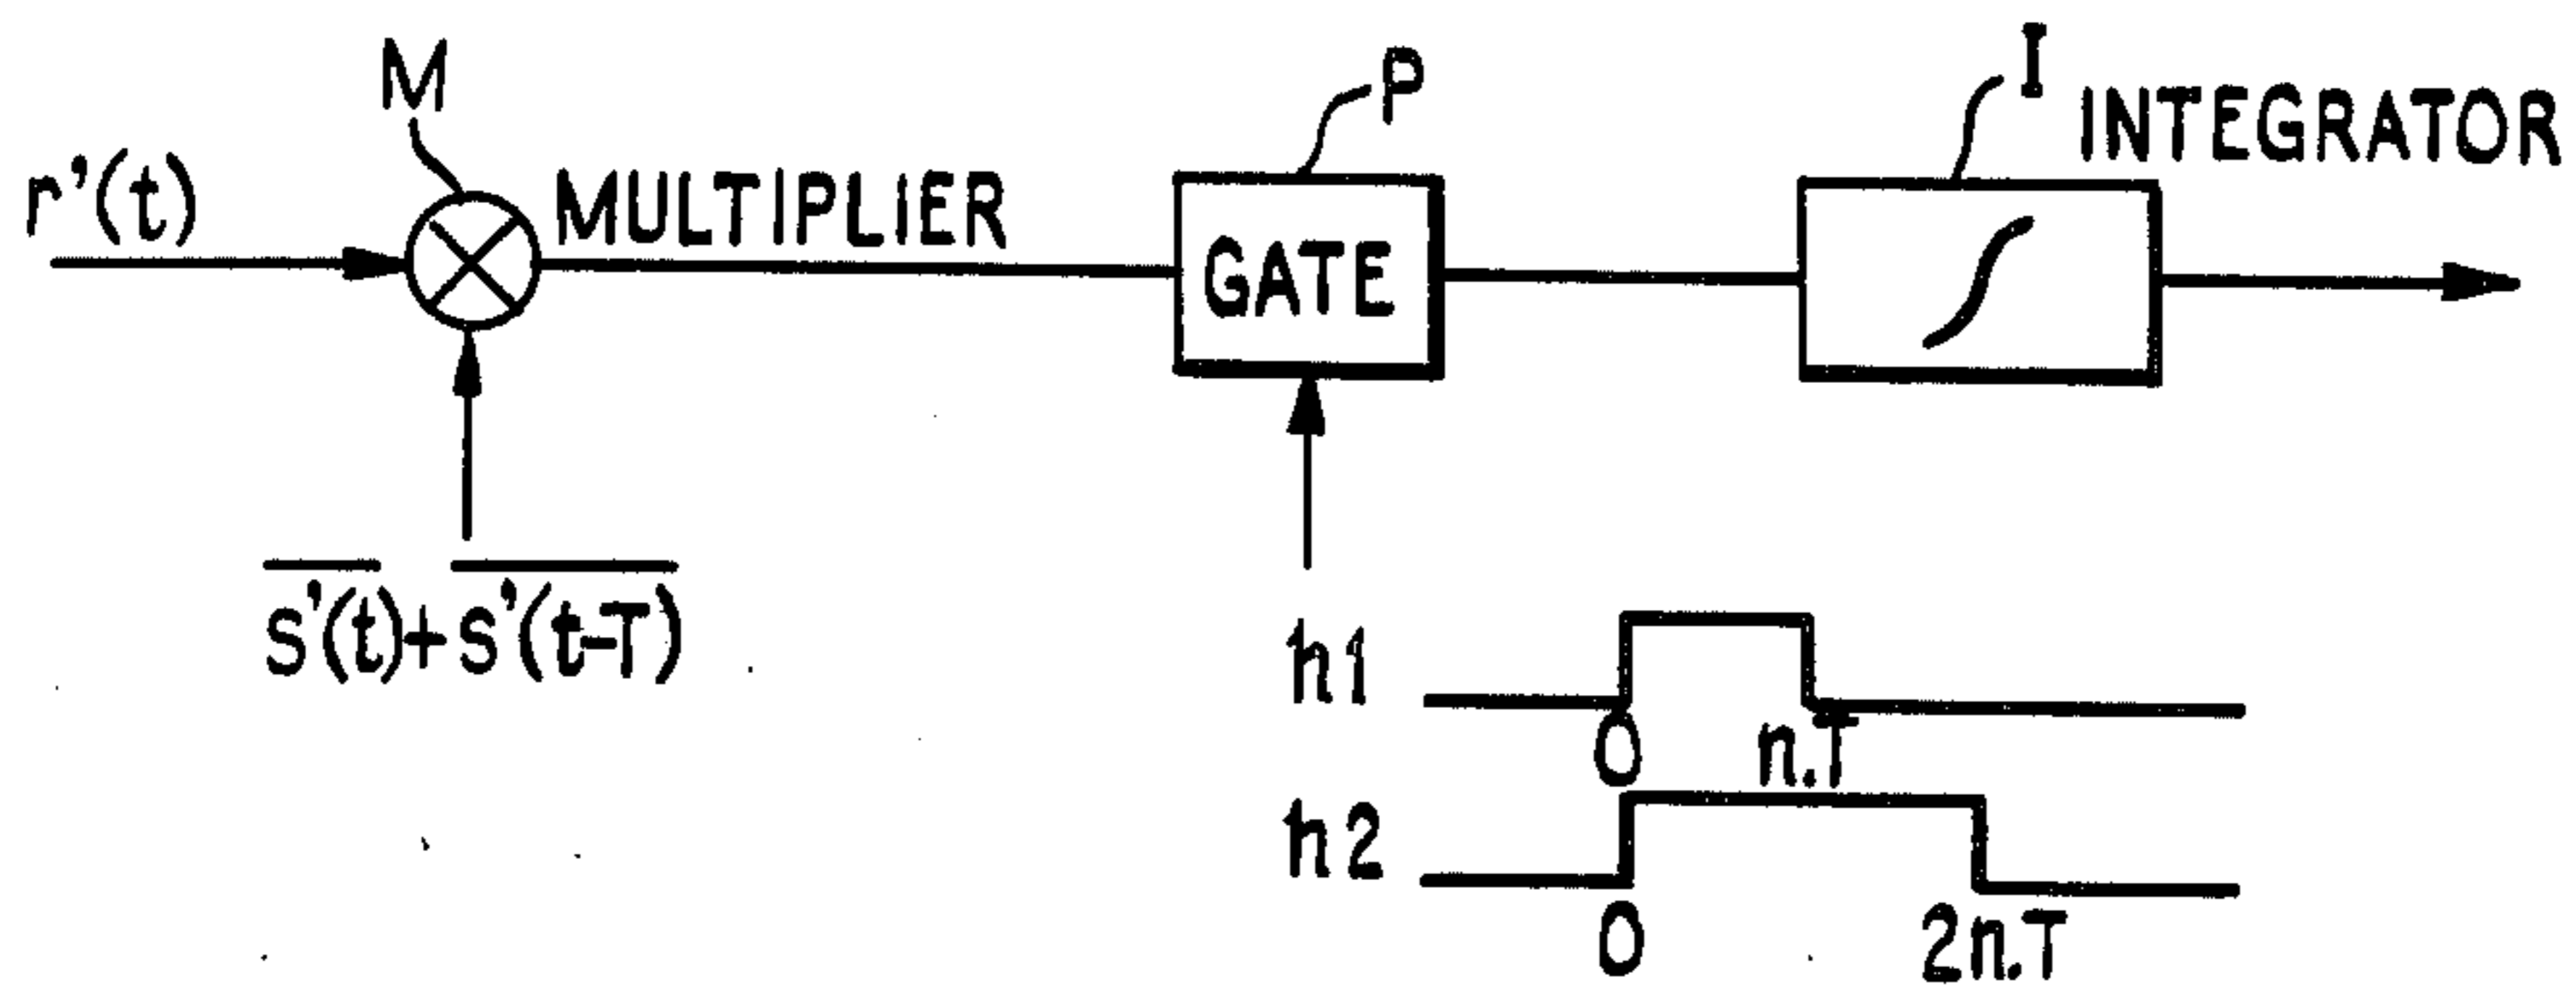 M
P
I
INTEGRATOR
r'(t)
MULTIPLIER
GATE
s'(t)+s'(t-T)
h1
0
n.T
h2
0
2n.T